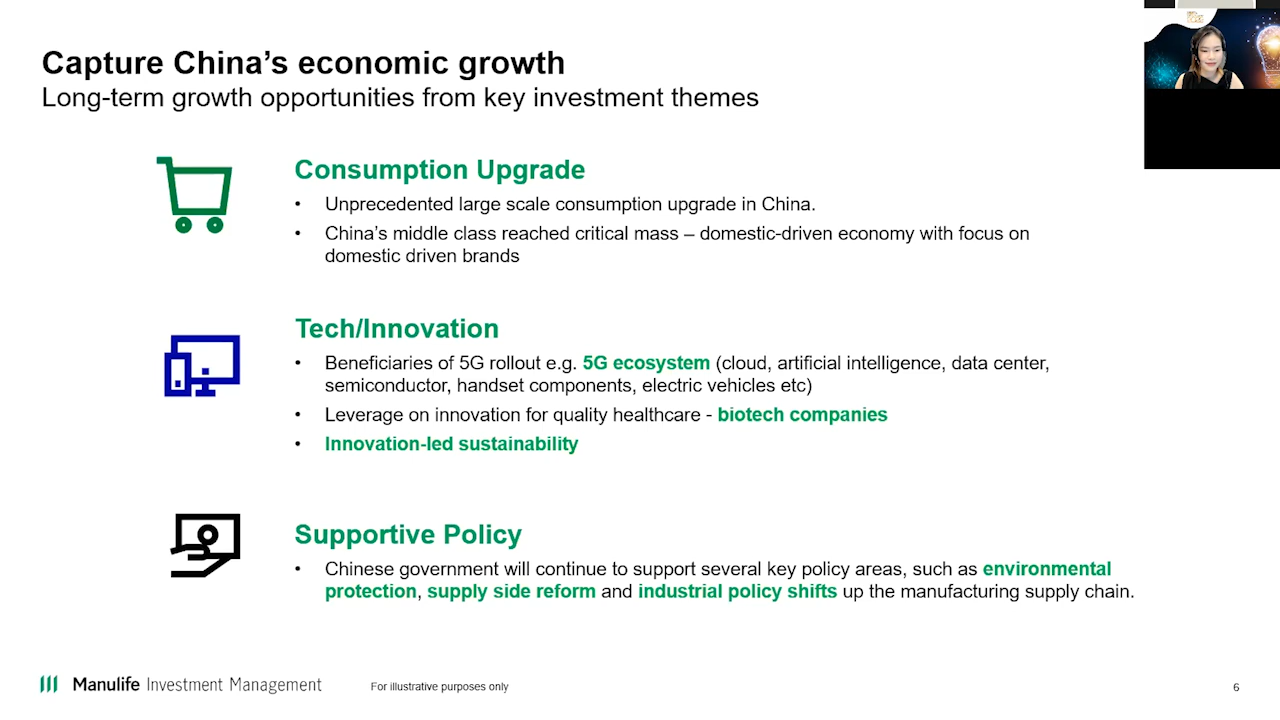 Capture China’s economic growth
Long-term growth opportunities from key investment themes
Consumption Upgrade
• Unprecedented large scale consumption upgrade in China.
• China’s middle class reached critical mass – domestic-driven economy with focus on
domestic driven brands
Tech/Innovation
• Beneficiaries of 5G rollout e.g. 5G ecosystem (cloud, artificial intelligence, data center,
semiconductor, handset components, electric vehicles etc)
• Leverage on innovation for quality healthcare - biotech companies
• Innovation-led sustainability
Supportive Policy
• Chinese government will continue to support several key policy areas, such as environmental
protection, supply side reform and industrial policy shifts up the manufacturing supply chain.
Manulife Investment Management
For illustrative purposes only
6